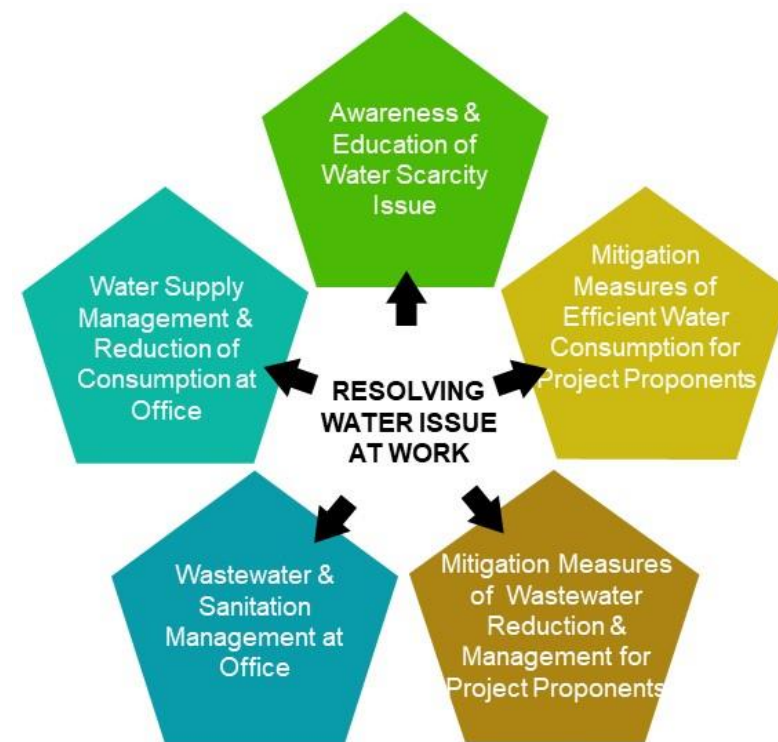 Awareness &
Education of
Water Scarcity
Issue
Mitigation
Measures of
Efficient Water
Consumption for
Project Proponents
Water Supply
Management &
Reduction of
Consumption at
Office
RESOLVING
WATER ISSUE
AT WORK
Mitigation Measures
of Wastewater
Reduction &
Management for
Project Proponents
Wastewater &
Sanitation
Management at
Office